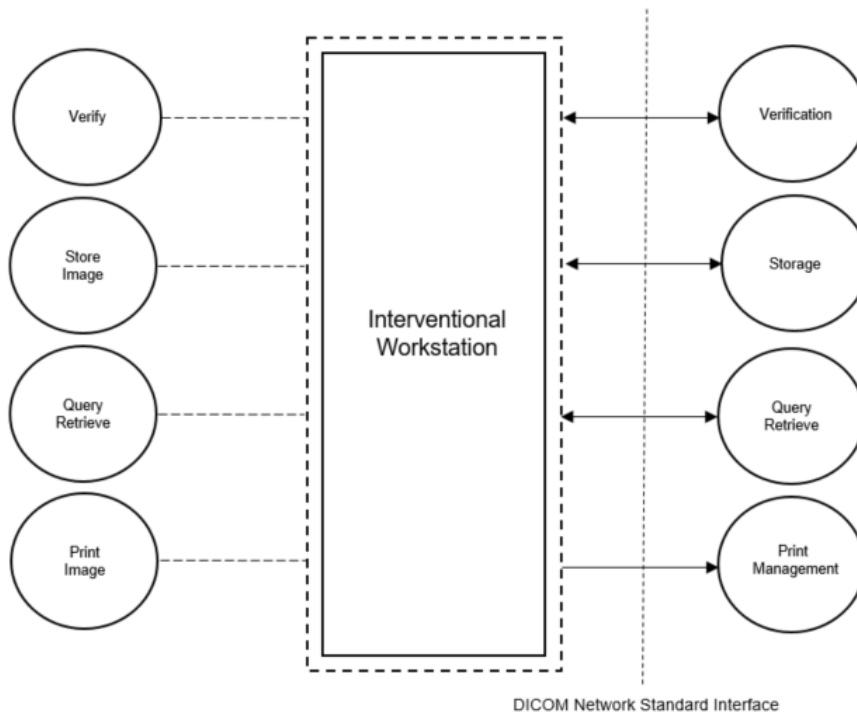 Verify
Verification
Store
Image
Storage
Interventional
Workstation
Query
Retrieve
Query
Retrieve
Print
Image
Print
Management
DICOM Network Standard Interface